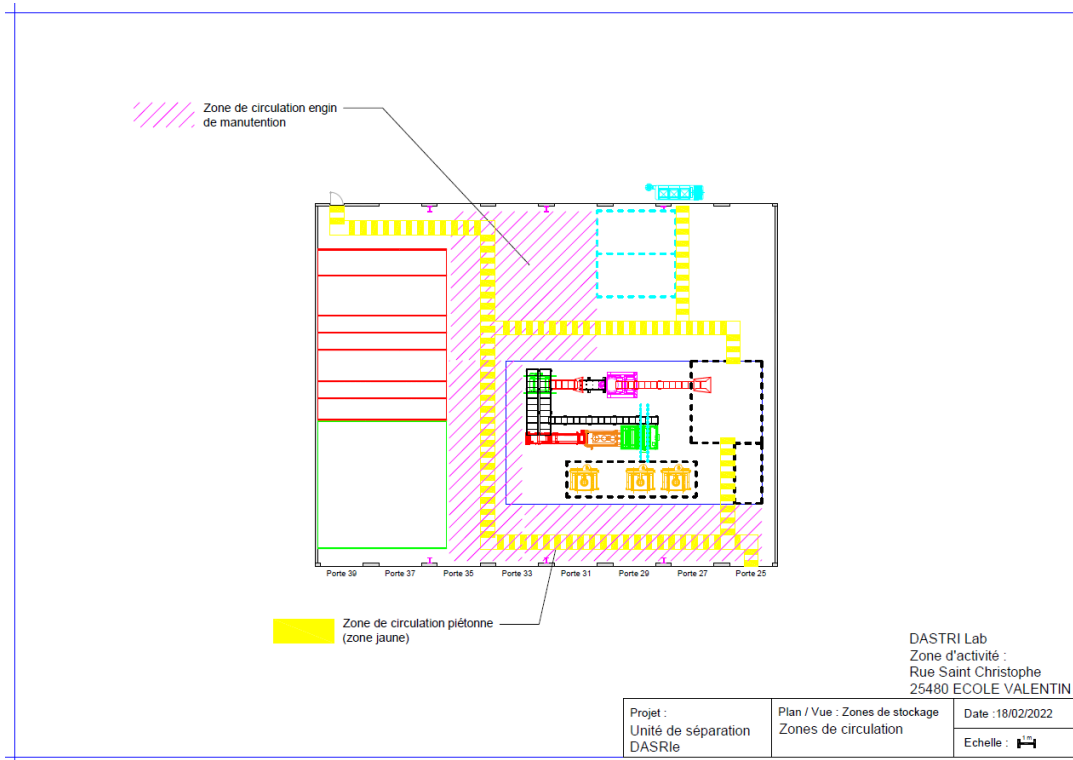 Zone de circulation engin
de manutention
Porte 39
Porte 37
Porte 35
Porte 33
Porte 31
Porte 29
Porte 27
Porte 25
Zone de circulation piétonne
(zone jaune)
DASTRI Lab
Zone d'activité :
Rue Saint Christophe
25480 ECOLE VALENTIN
Projet :
Unité de séparation
DASRIe
Plan / Vue : Zones de stockage
Zones de circulation
Date :18/02/2022
Echelle : 1 m